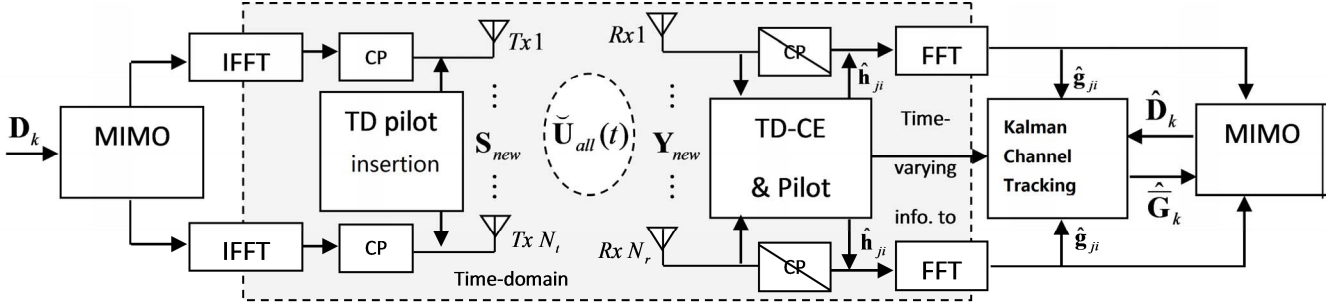 D_k
MIMO
IFFT
CP
Tx1
TD pilot
insertion
S_new
⋮
⋮
IFFT
CP
Tx N_t
Time-domain
Ŭ_all(t)
Rx1
CP
ĥ_ji
FFT
Y_new
⋮
⋮
TD-CE
& Pilot
Time-
varying
info. to
Rx N_r
CP
ĥ_ji
FFT
ĝ_ji
Kalman
Channel
Tracking
ĝ_ji
D̂_k
Ḡ̂_k
MIMO